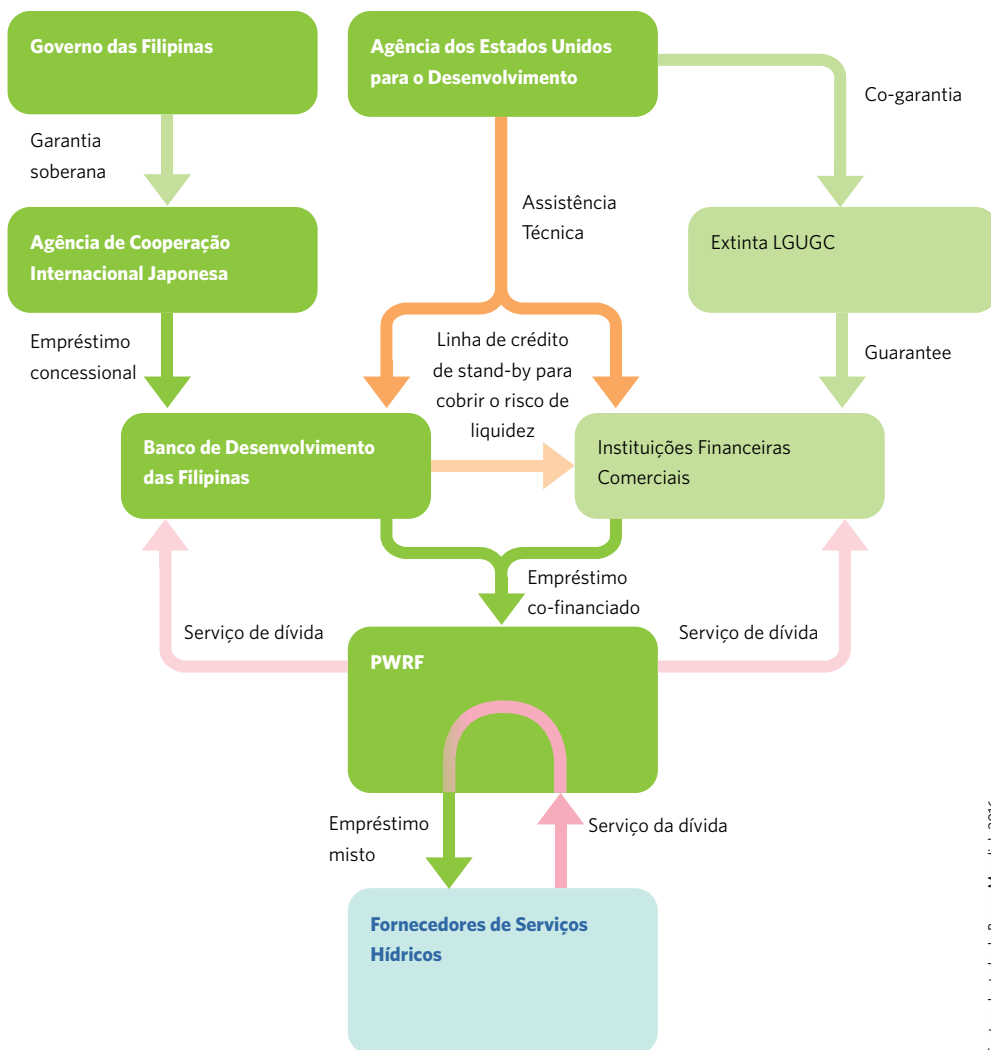 Governo das Filipinas
Agência dos Estados Unidos
para o Desenvolvimento
Co-garantia
Garantia
soberana
Assistência
Técnica
Agência de Cooperação
Internacional Japonesa
Extinta LGUGC
Empréstimo
concessional
Linha de crédito
de stand-by para
cobrir o risco de
liquidez
Guarantee
Banco de Desenvolvimento
das Filipinas
Instituições Financeiras
Comerciais
Empréstimo
co-financiado
Serviço de dívida
Serviço de dívida
PWRF
Empréstimo
misto
Serviço da dívida
Fornecedores de Serviços
Hídricos